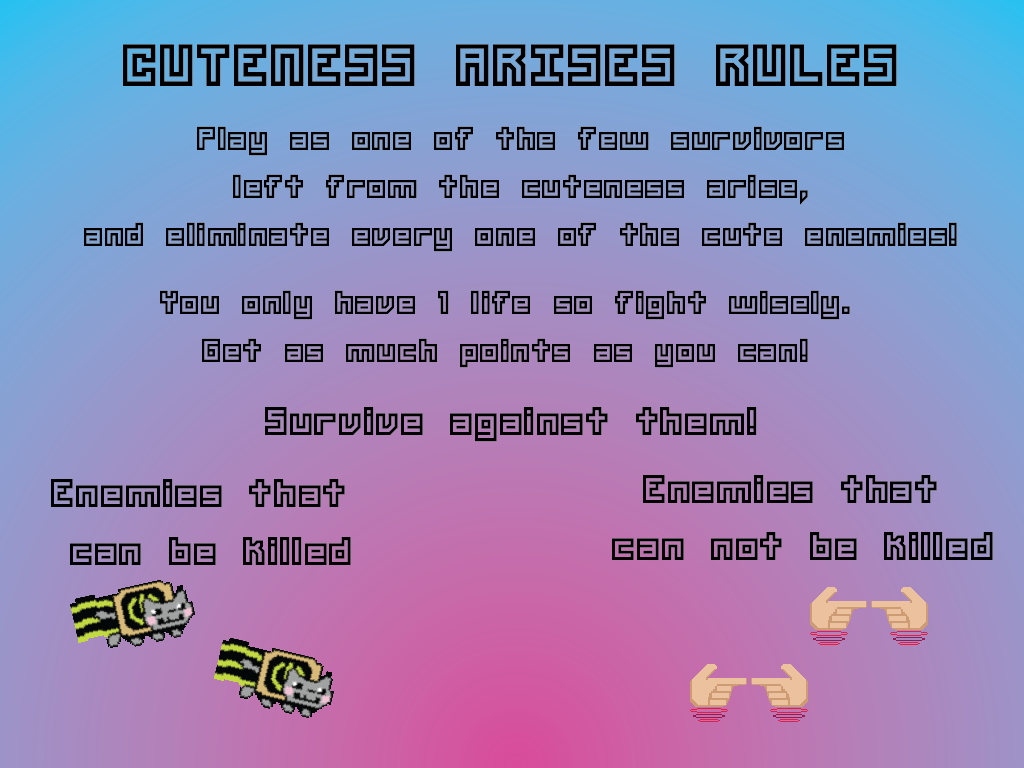 CUTENESS ARISES RULES
Play as one of the few survivors
left from the cuteness arise,
and eliminate every one of the cute enemies!
You only have 1 life so fight wisely.
Get as much points as you can!
Survive against them!
Enemies that
can be killed
Enemies that
can not be killed